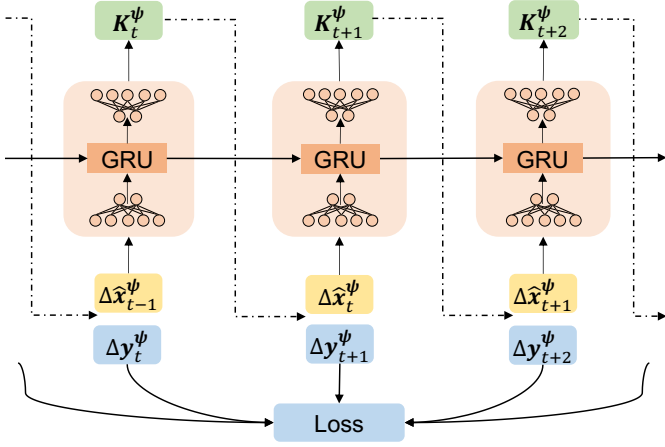 K_t^ψ K_{t+1}^ψ K_{t+2}^ψ
GRU GRU GRU
Δx̂_{t−1}^ψ Δx̂_t^ψ Δx̂_{t+1}^ψ
Δy_t^ψ Δy_{t+1}^ψ Δy_{t+2}^ψ
Loss